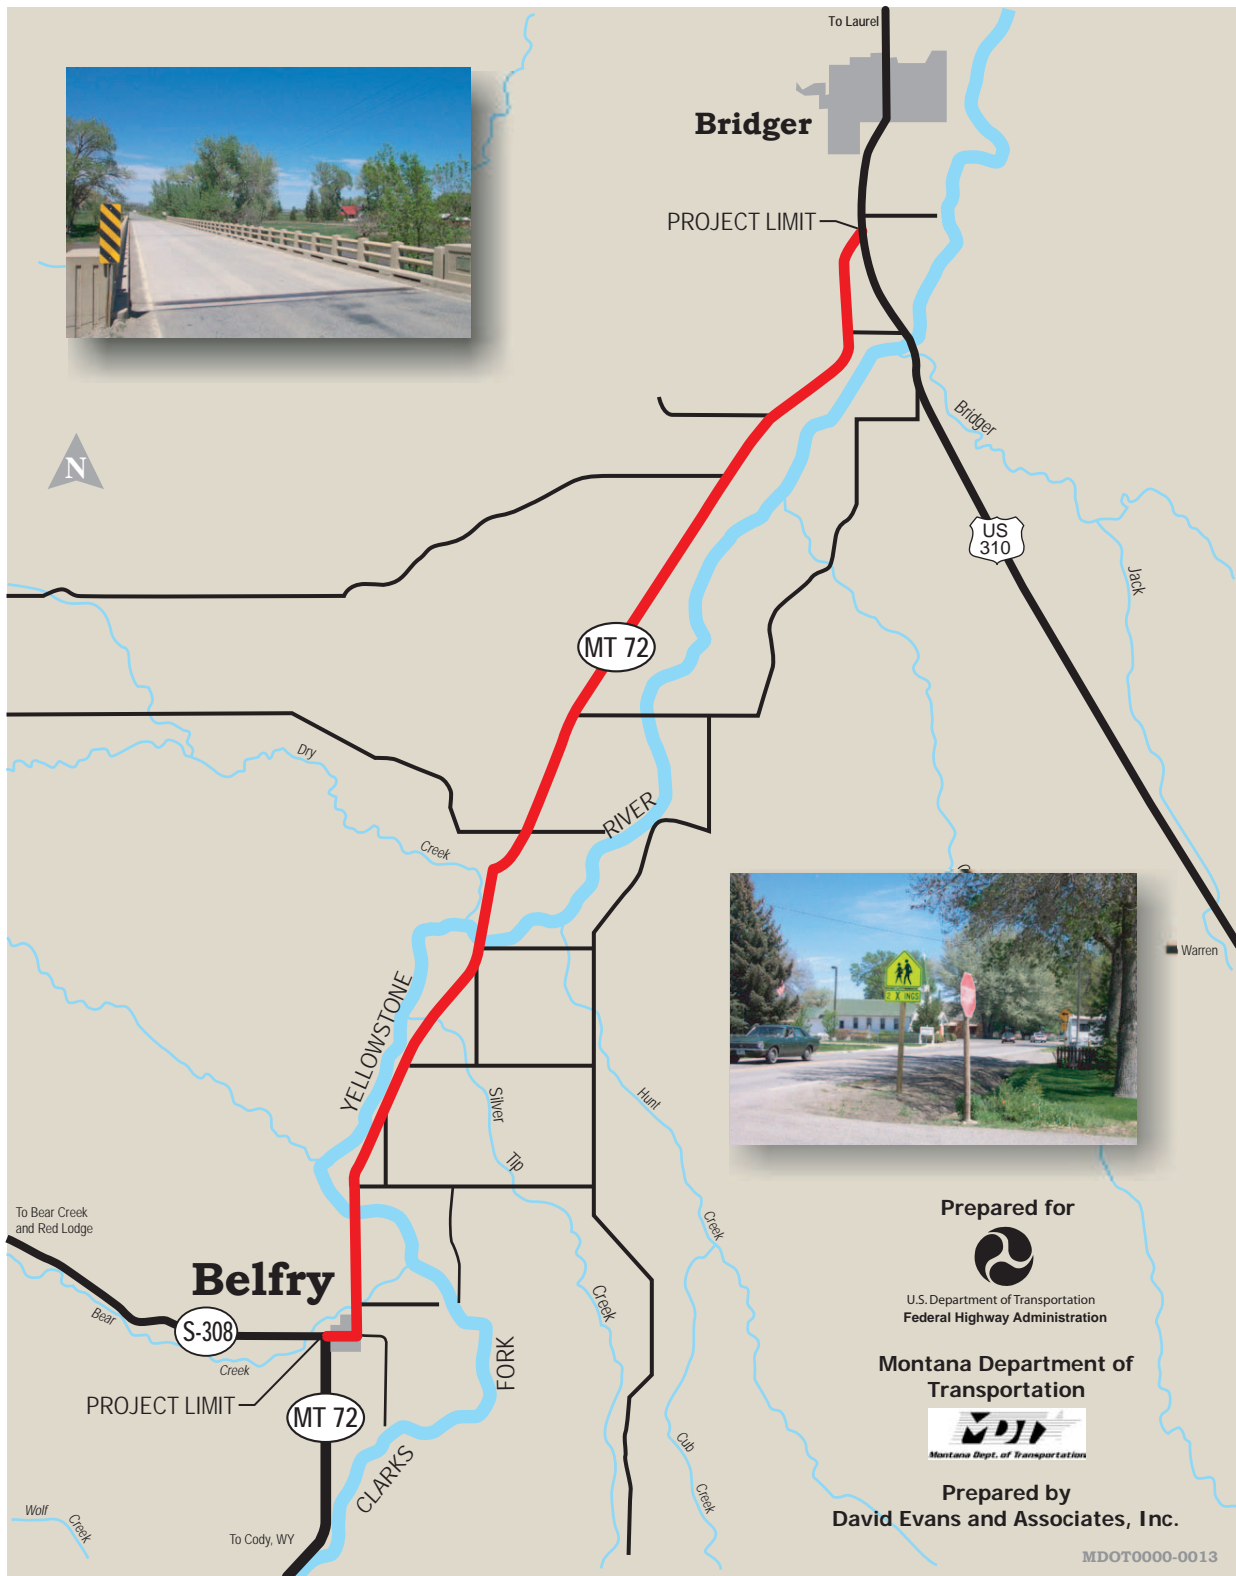 To Laurel
Bridger
PROJECT LIMIT
N
Bridger
US
310
Jack
MT 72
Dry
Creek
RIVER
Warren
2 X INGS
YELLOWSTONE
Silver
Tip
Hunt
Creek
To Bear Creek
and Red Lodge
Belfry
Bear
S-308
Creek
Creek
PROJECT LIMIT
MT 72
FORK
CLARKS
Cub
Creek
Wolf
Creek
To Cody, WY
Prepared for
U.S. Department of Transportation
Federal Highway Administration
Montana Department of
Transportation
MDT
Montana Dept. of Transportation
Prepared by
David Evans and Associates, Inc.
MDOT0000-0013